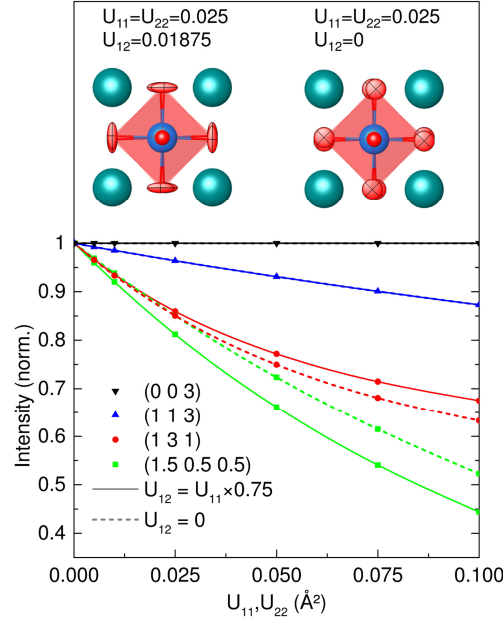 U₁₁=U₂₂=0.025
U₁₂=0.01875
U₁₁=U₂₂=0.025
U₁₂=0
1
0.9
0.8
0.7
0.6
0.5
0.4
Intensity (norm.)
(0 0 3)
(1 1 3)
(1 3 1)
(1.5 0.5 0.5)
U₁₂ = U₁₁×0.75
U₁₂ = 0
0.000 0.025 0.050 0.075 0.100
U₁₁,U₂₂ (Å²)